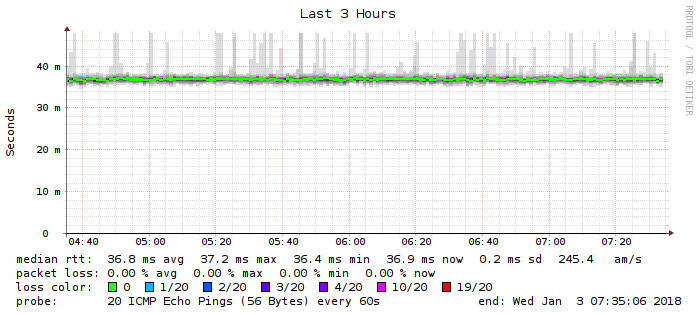 Last 3 Hours
RRDTOOL / TOBI OETIKER
Seconds
40 m
30 m
20 m
10 m
0
04:40 05:00 05:20 05:40 06:00 06:20 06:40 07:00 07:20
median rtt: 36.8 ms avg 37.2 ms max 36.4 ms min 36.9 ms now 0.2 ms sd 245.4 am/s
packet loss: 0.00 % avg 0.00 % max 0.00 % min 0.00 % now
loss color: 0 1/20 2/20 3/20 4/20 10/20 19/20
probe: 20 ICMP Echo Pings (56 Bytes) every 60s end: Wed Jan 3 07:35:06 2018